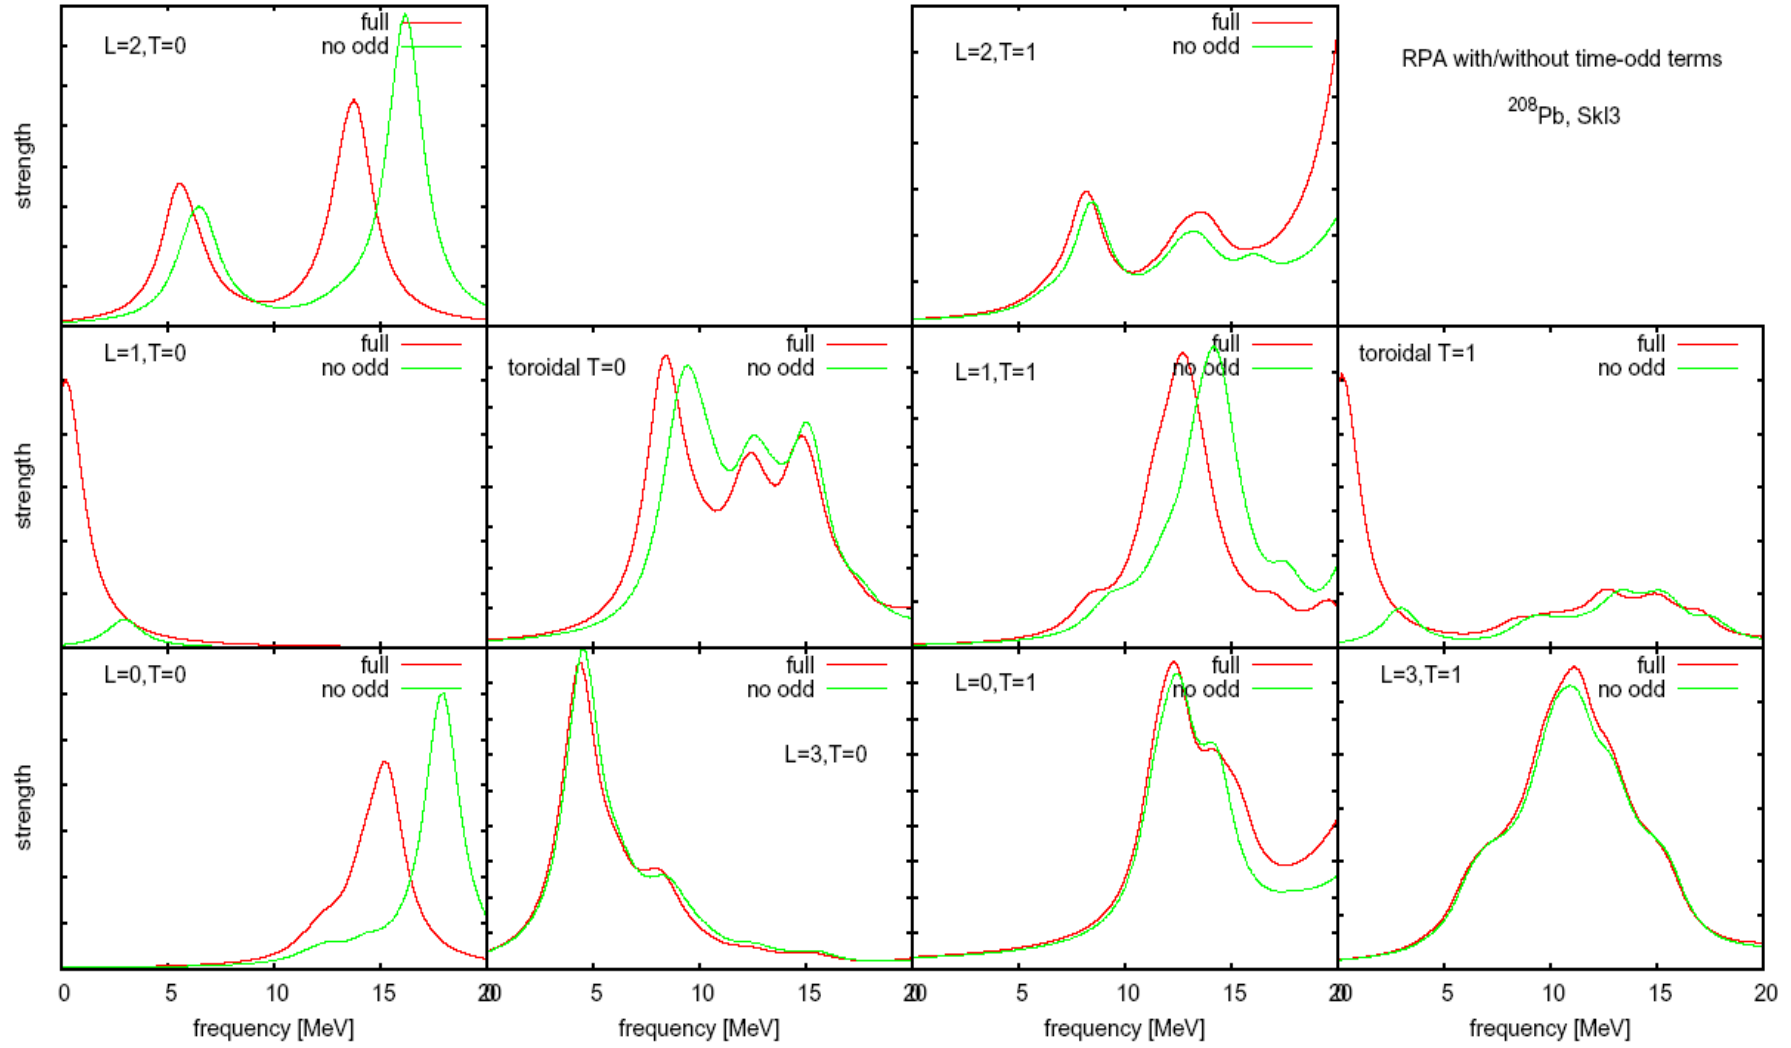 full
no odd
L=2,T=0
strength
full
no odd
L=2,T=1
RPA with/without time-odd terms
208Pb, SkI3
full
no odd
L=1,T=0
strength
full
no odd
toroidal T=0
full
no odd
L=1,T=1
full
no odd
toroidal T=1
full
no odd
L=0,T=0
strength
full
no odd
L=3,T=0
full
no odd
L=0,T=1
full
no odd
L=3,T=1
0 5 10 15 20
0 5 10 15 20
0 5 10 15 20
0 5 10 15 20
frequency [MeV]
frequency [MeV]
frequency [MeV]
frequency [MeV]